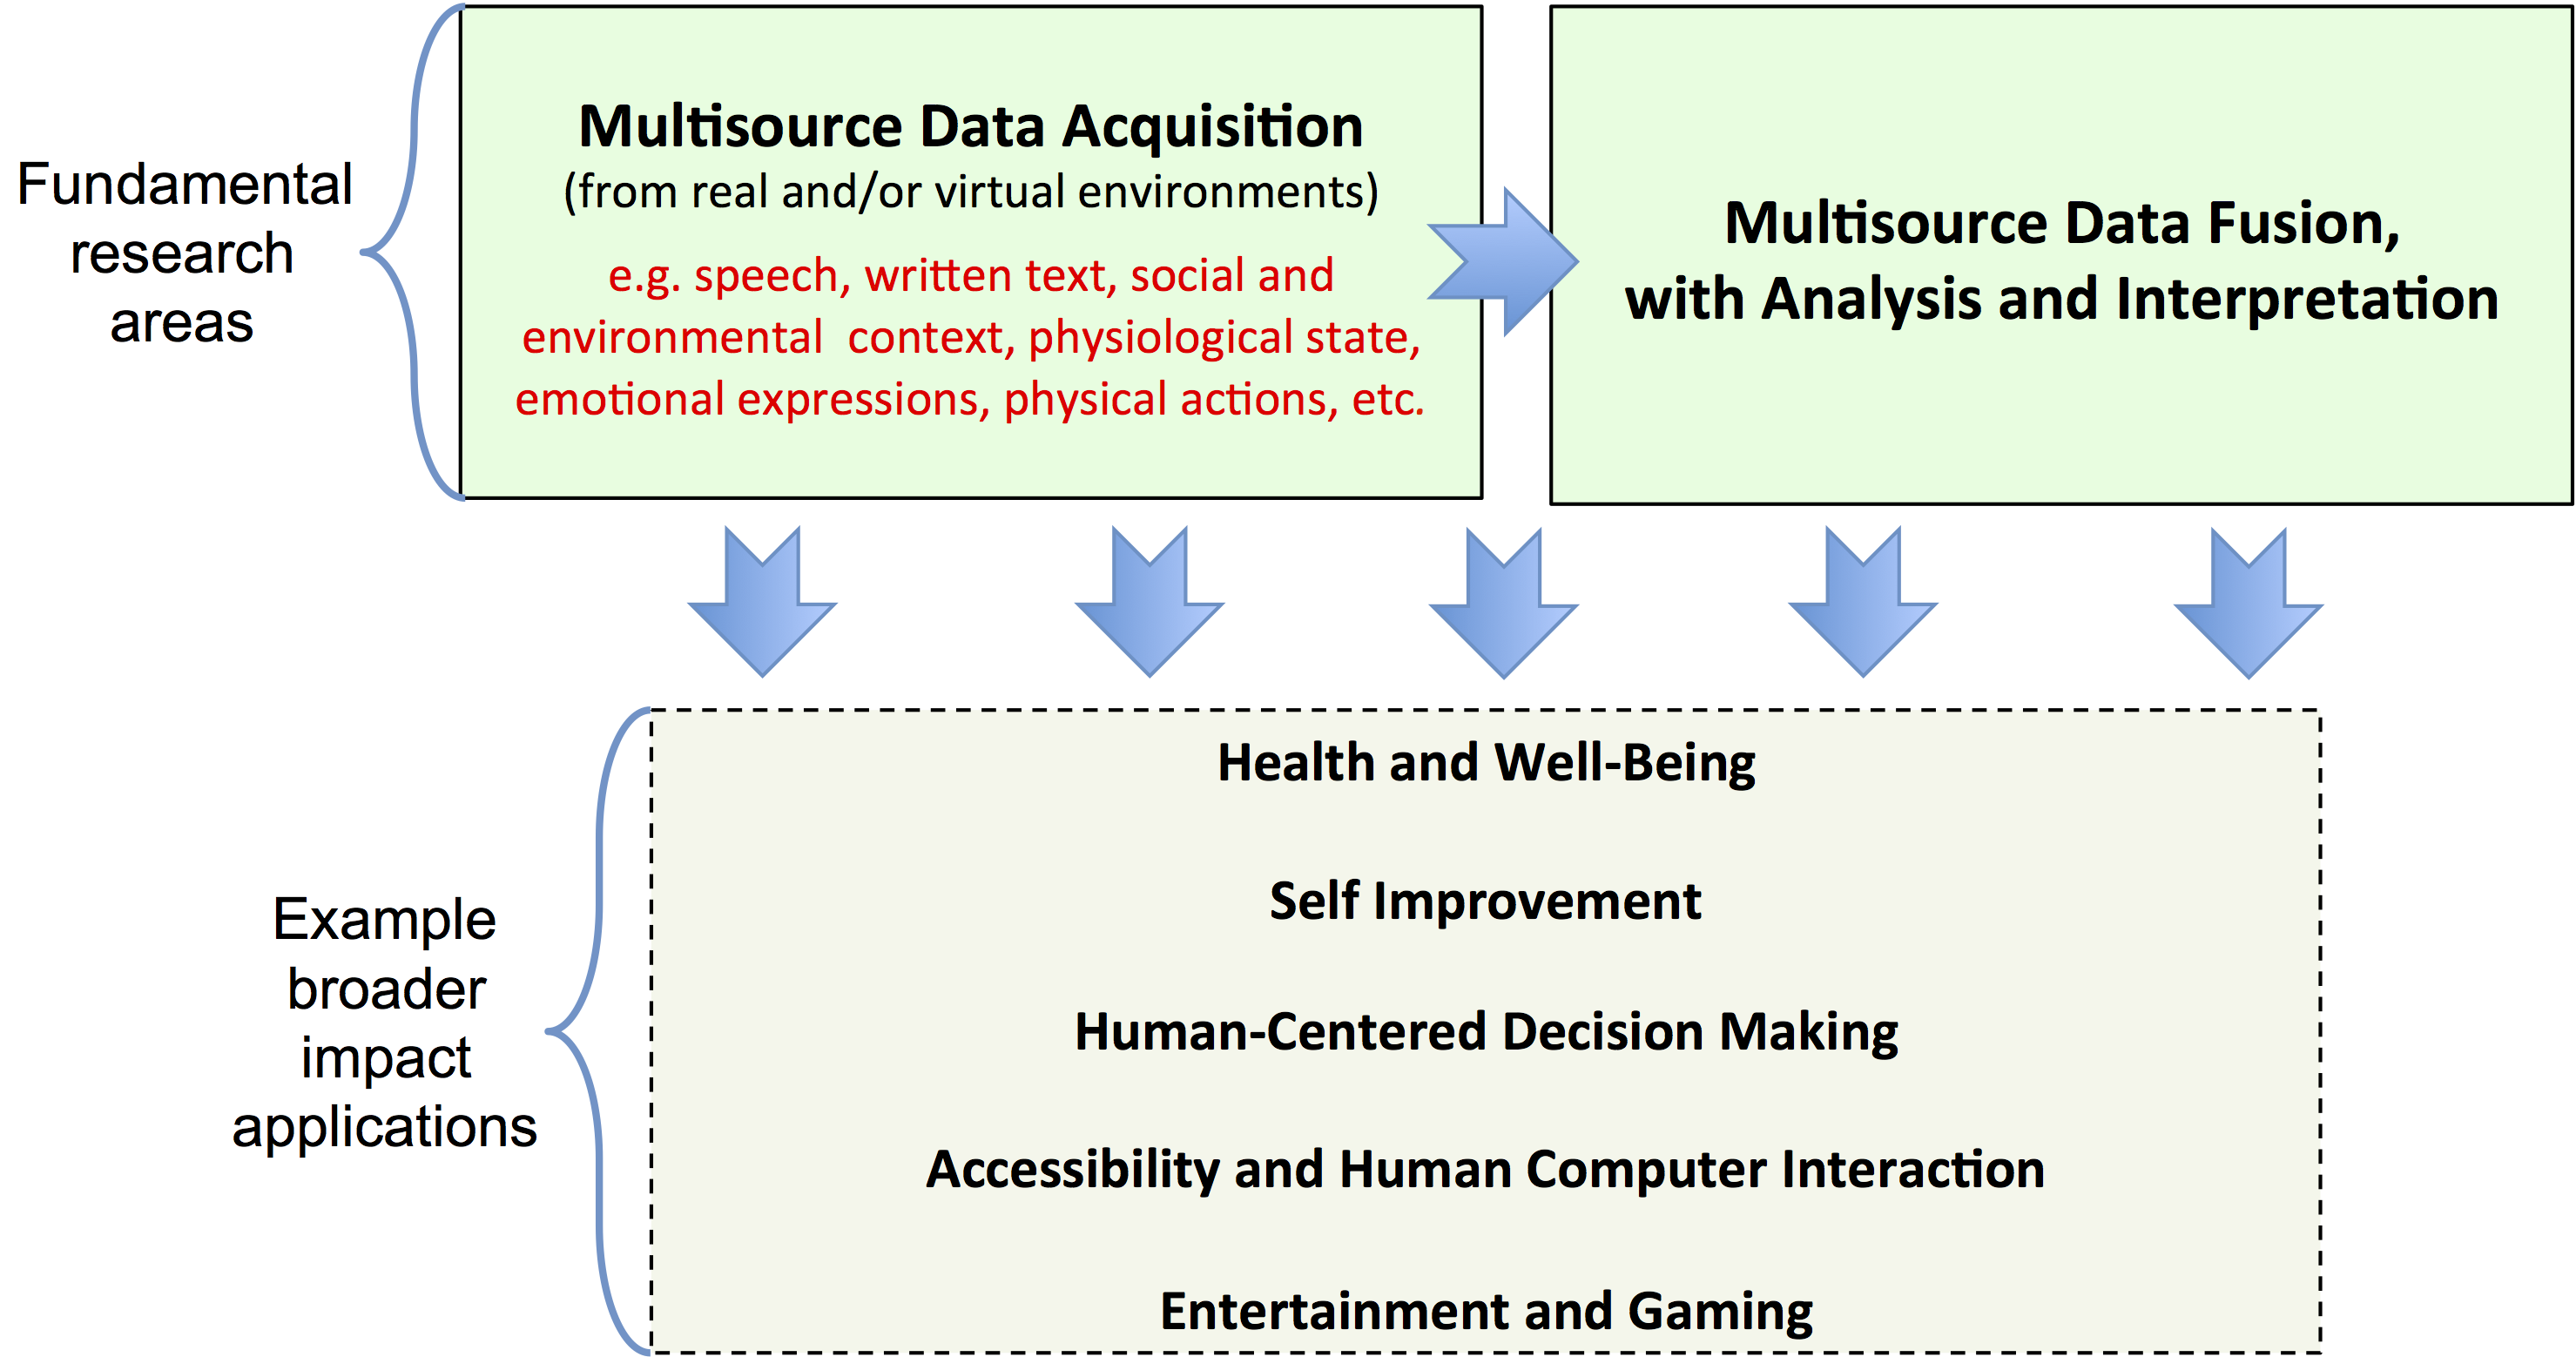 Fundamental
research
areas
Multisource Data Acquisition
(from real and/or virtual environments)
e.g. speech, written text, social and
environmental  context, physiological state,
emotional expressions, physical actions, etc.
Multisource Data Fusion,
with Analysis and Interpretation
Example
broader
impact
applications
Health and Well-Being
Self Improvement
Human-Centered Decision Making
Accessibility and Human Computer Interaction
Entertainment and Gaming